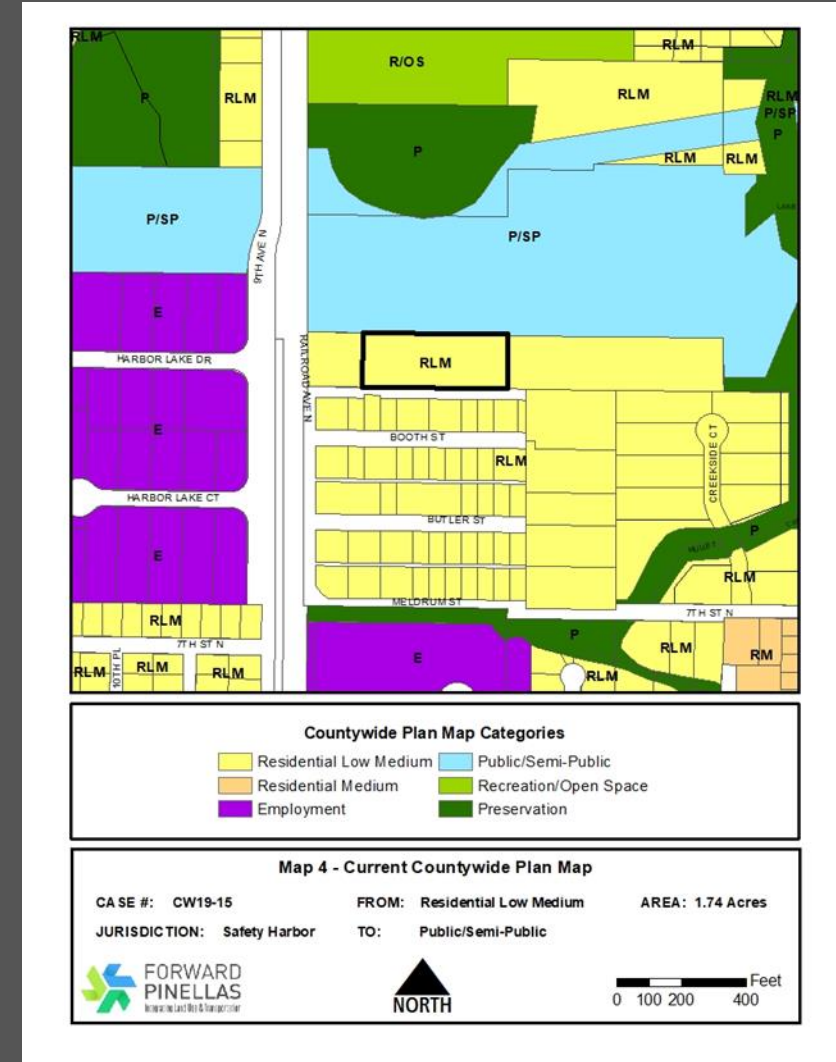 RLM
RLM
R/OS
P
RLM
RLM
RLM
P/SP
P
P
RLM
RLM
P/SP
P/SP
9TH AVE N
E
RAILROAD AVE N
HARBOR LAKE DR
RLM
E
BOOTH ST
CREEKSIDE CT
RLM
HARBOR LAKE CT
BUTLER ST
P
E
RLM
MELDRUM ST
7TH ST N
RLM
P
7TH ST N
RLM
RM
E
RLM
RLM
RLM
10TH PL
RLM
Countywide Plan Map Categories
Residential Low Medium
Public/Semi-Public
Residential Medium
Recreation/Open Space
Employment
Preservation
Map 4 - Current Countywide Plan Map
CASE #: CW19-15 FROM: Residential Low Medium AREA: 1.74 Acres
JURISDICTION: Safety Harbor TO: Public/Semi-Public
FORWARD
PINELLAS
Integrating Land Use & Transportation
NORTH
Feet
0 100 200 400